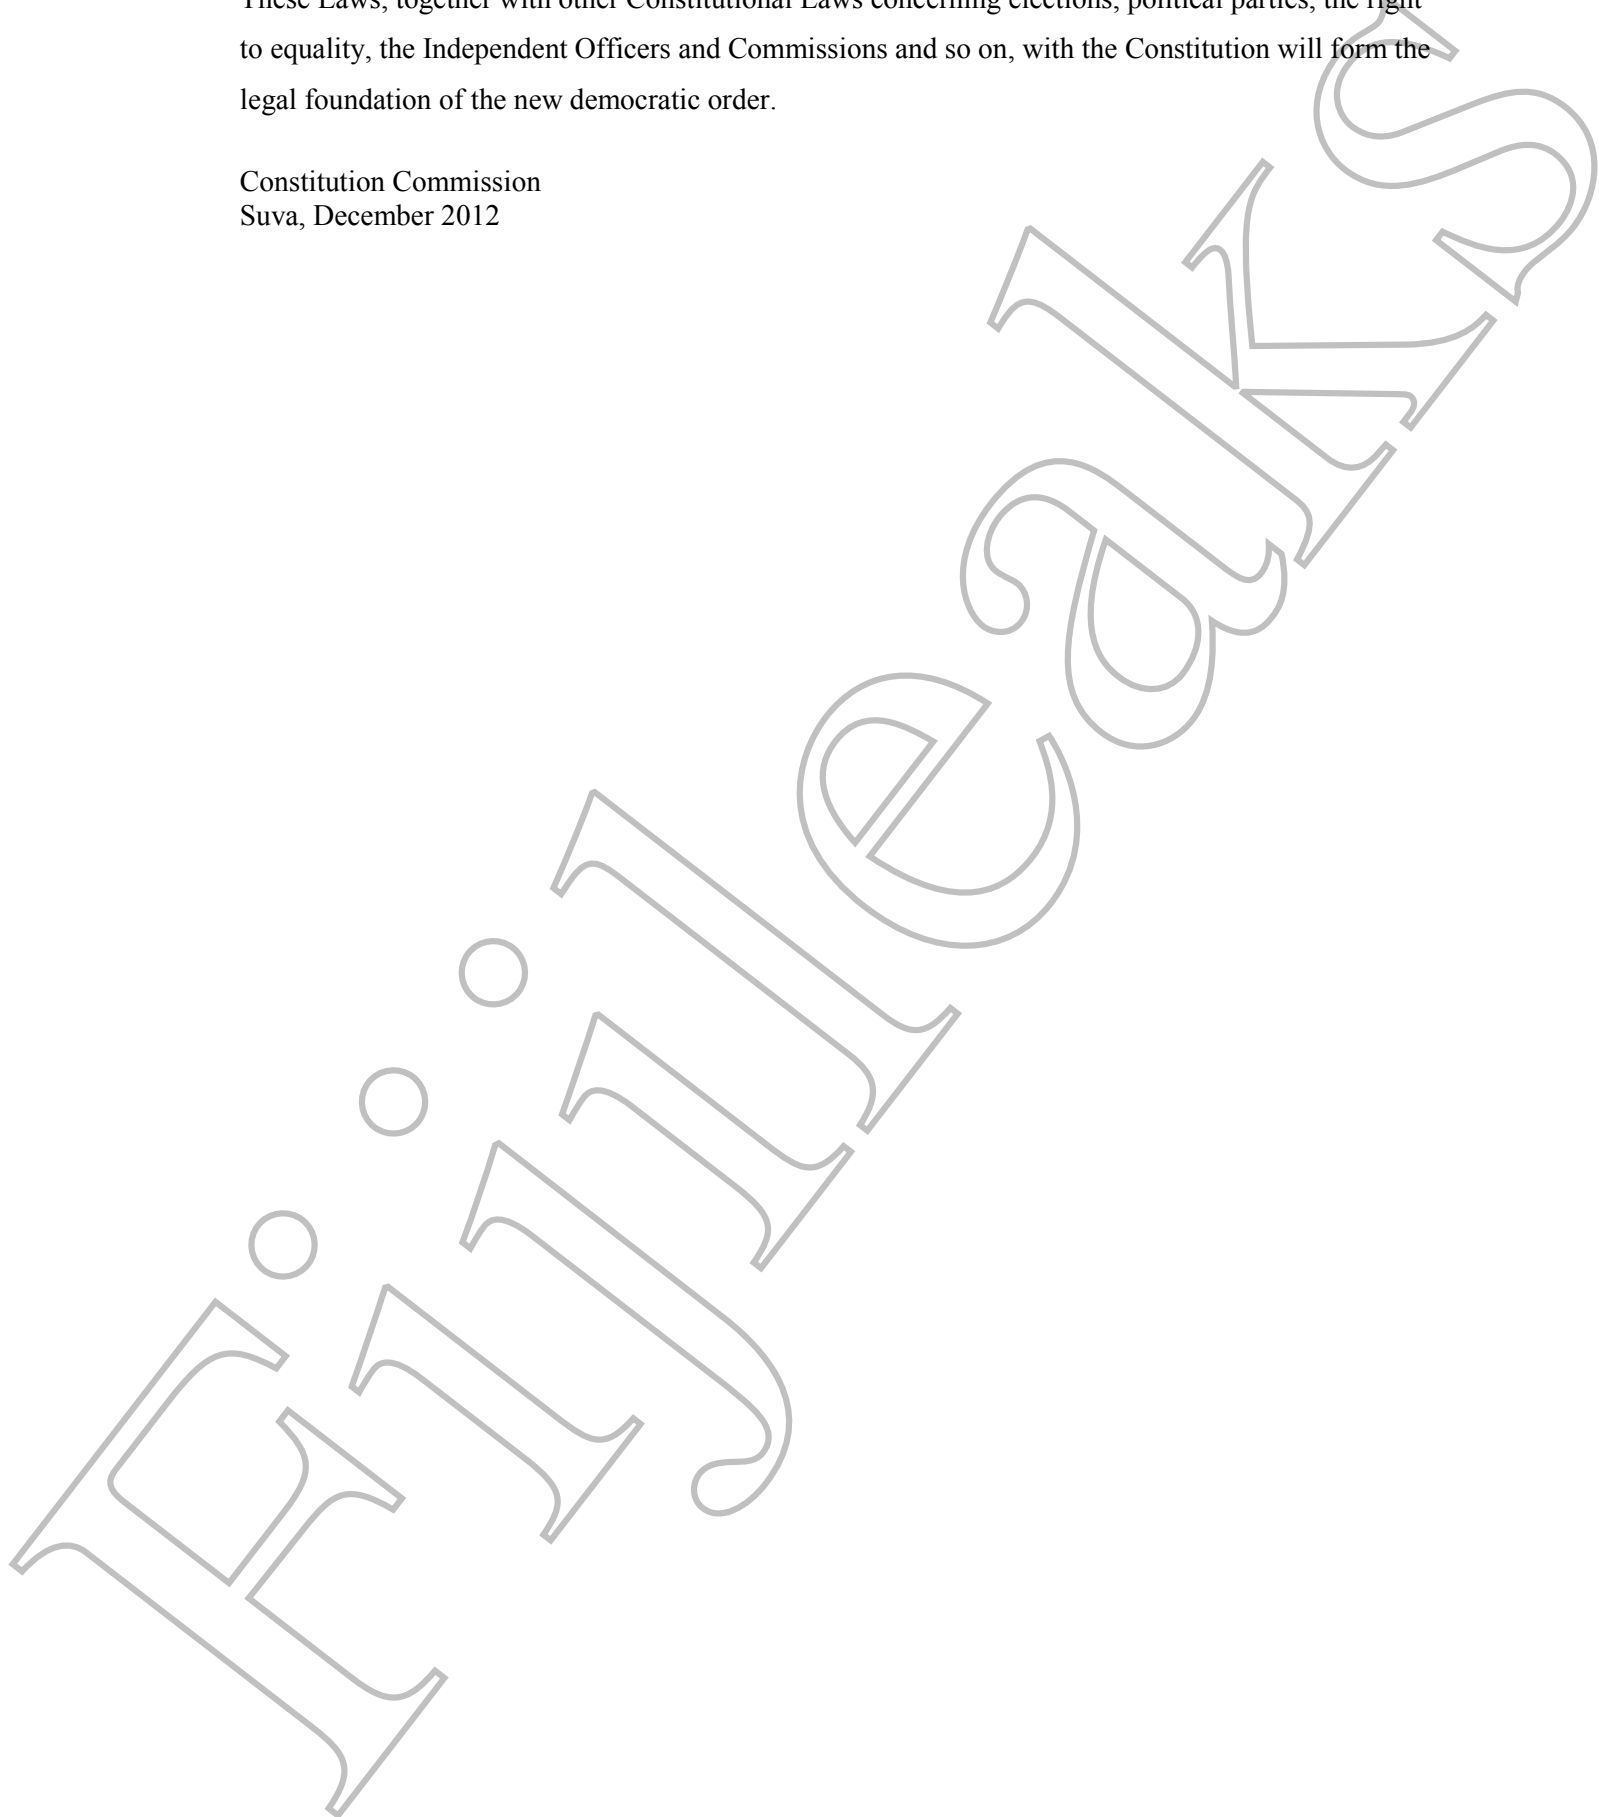 These Laws, together with other Constitutional Laws concerning elections, political parties, the right
to equality, the Independent Officers and Commissions and so on, with the Constitution will form the
legal foundation of the new democratic order.
Constitution Commission
Suva, December 2012
Fijileaks